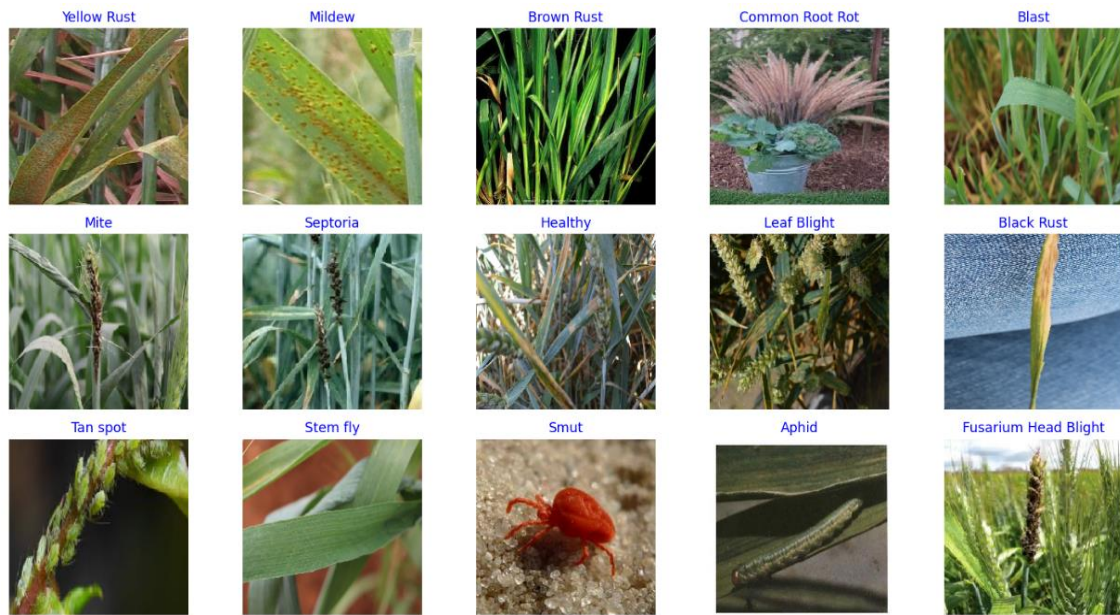 Yellow Rust
Mildew
Brown Rust
Common Root Rot
Blast
Mite
Septoria
Healthy
Leaf Blight
Black Rust
Tan spot
Stem fly
Smut
Aphid
Fusarium Head Blight